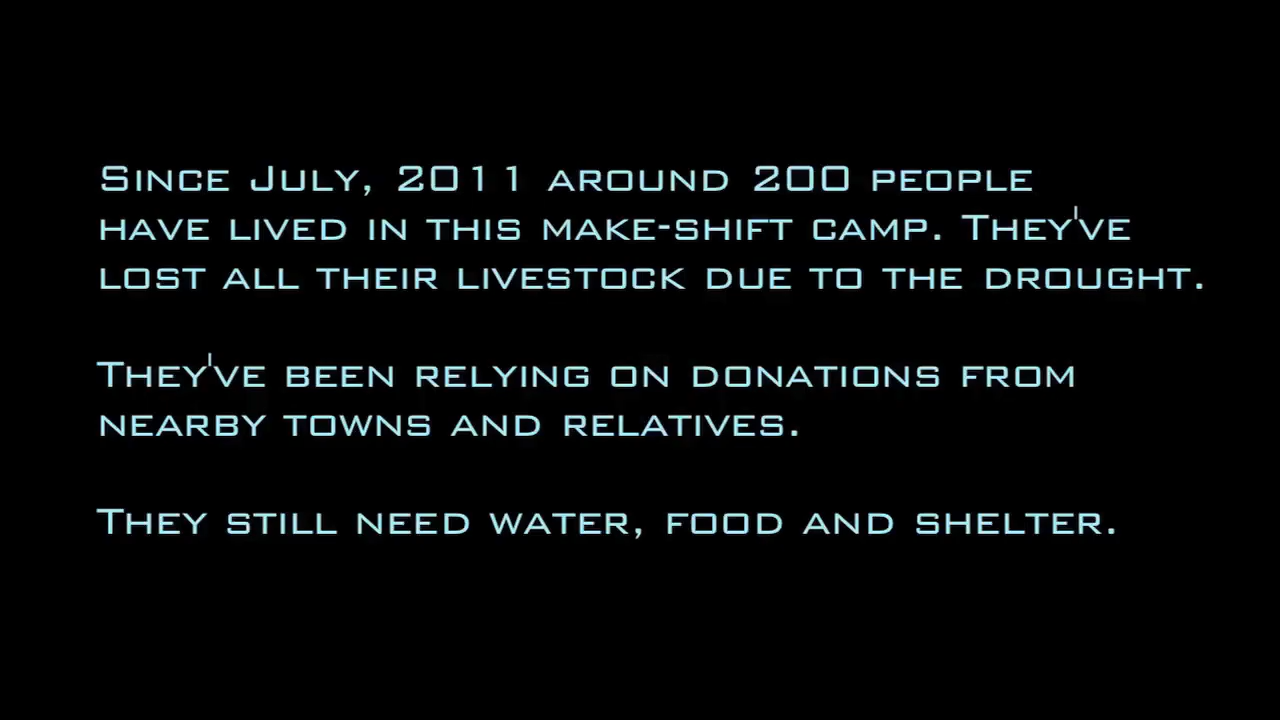 Since July, 2011 around 200 people
have lived in this make-shift camp. They've
lost all their livestock due to the drought.
They've been relying on donations from
nearby towns and relatives.
They still need water, food and shelter.